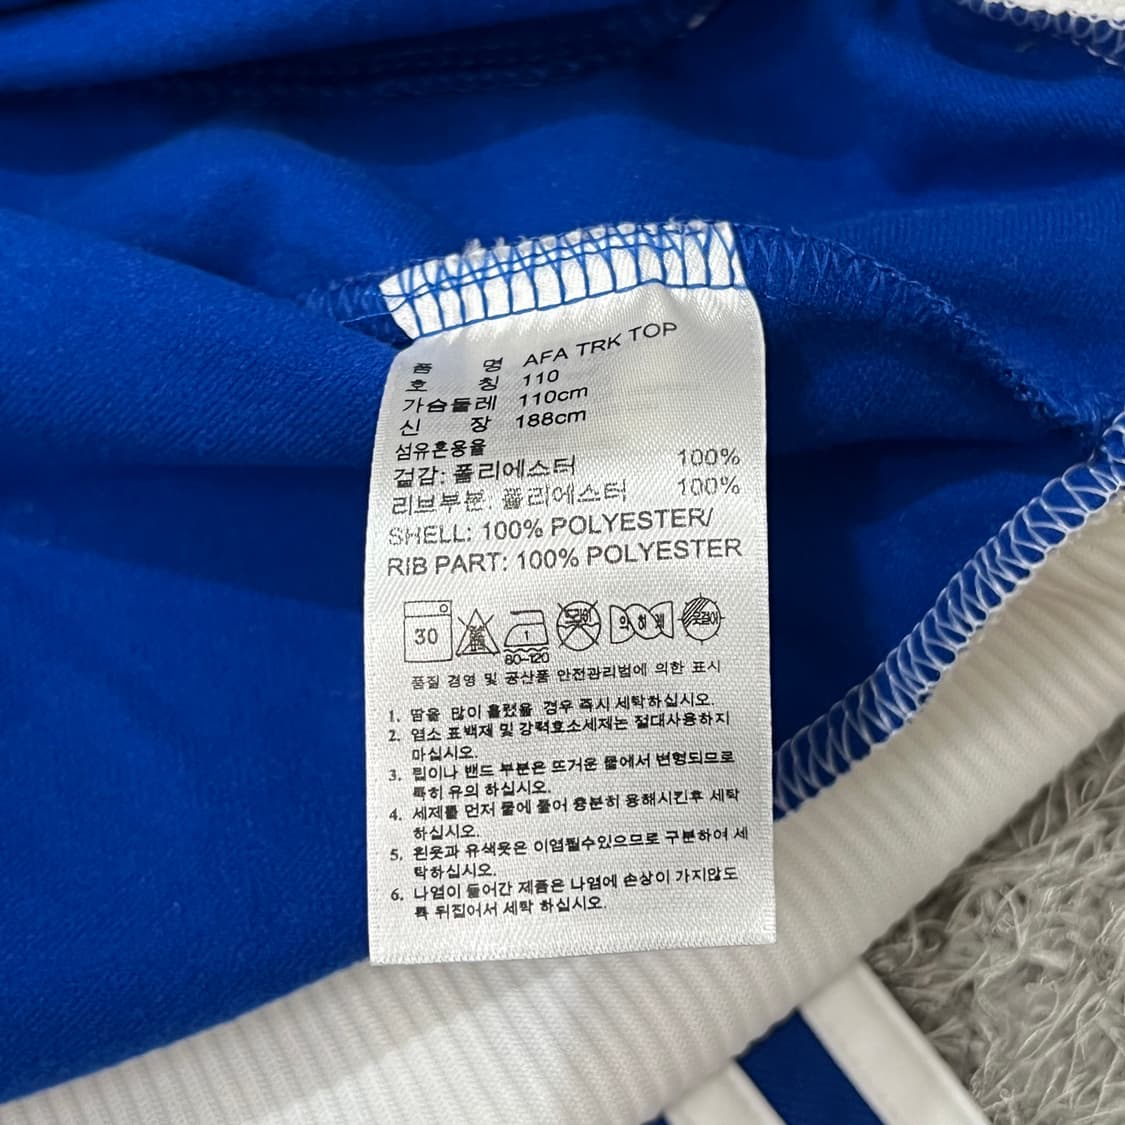 품 명 AFA TRK TOP
호 칭 110
가슴둘레 110cm
신 장 188cm
섬유혼용율
겉감: 폴리에스터 100%
리브부분: 폴리에스터 100%
SHELL: 100% POLYESTER/
RIB PART: 100% POLYESTER
30 1 드라이 약하게 옷걸이
80~120
품질 경영 및 공산품 안전관리법에 의한 표시
1. 땀을 많이 흘렸을 경우 즉시 세탁하십시오.
2. 염소 표백제 및 강력효소세제는 절대사용하지
마십시오.
3. 립이나 밴드 부분은 뜨거운 물에서 변형되므로
특히 유의 하십시오.
4. 세제를 먼저 물에 풀어 충분히 용해시킨후 세탁
하십시오.
5. 흰옷과 유색옷은 이염될수있으므로 구분하여 세
탁하십시오.
6. 나염이 들어간 제품은 나염에 손상이 가지않도
록 뒤집어서 세탁 하십시오.